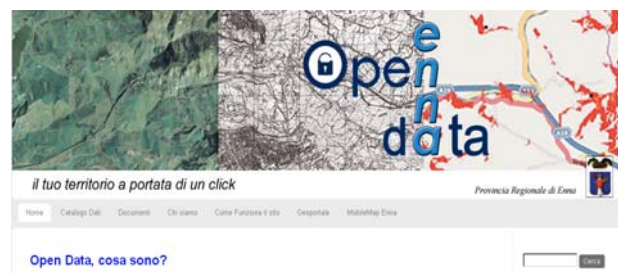 Open
enna
data
A19
il tuo territorio a portata di un click
Provincia Regionale di Enna
Home Catalogo Dati Documenti Chi siamo Come Funziona il sito Geoportale MobileMap Enna
Open Data, cosa sono?
Cerca